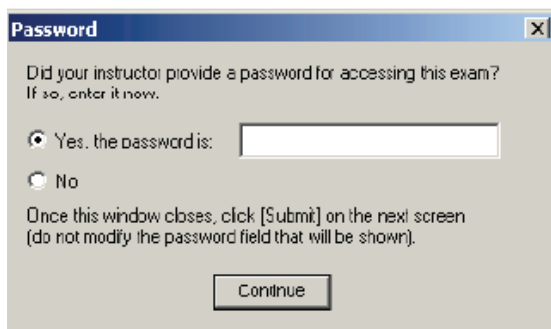 Password
Did your instructor provide a password for accessing this exam?
If so, enter it now.
Yes, the password is:
No
Once this window closes, click [Submit] on the next screen
(do not modify the password field that will be shown).
Continue